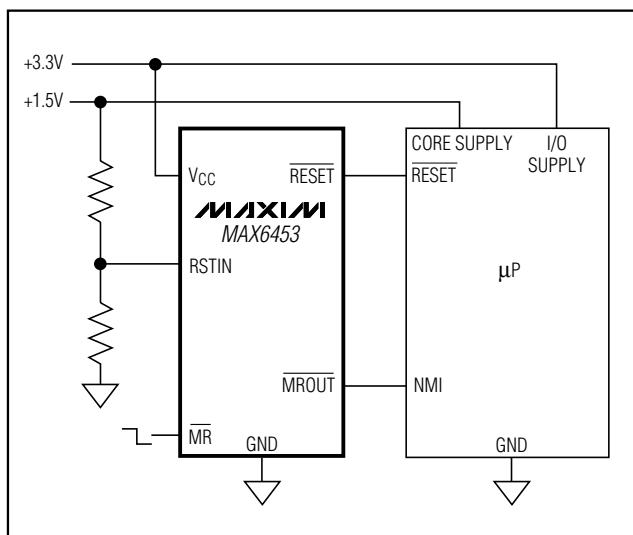 +3.3V
+1.5V
VCC
RESET
MAXIM
MAX6453
RSTIN
MROUT
MR
GND
CORE SUPPLY
I/O SUPPLY
RESET
µP
NMI
GND